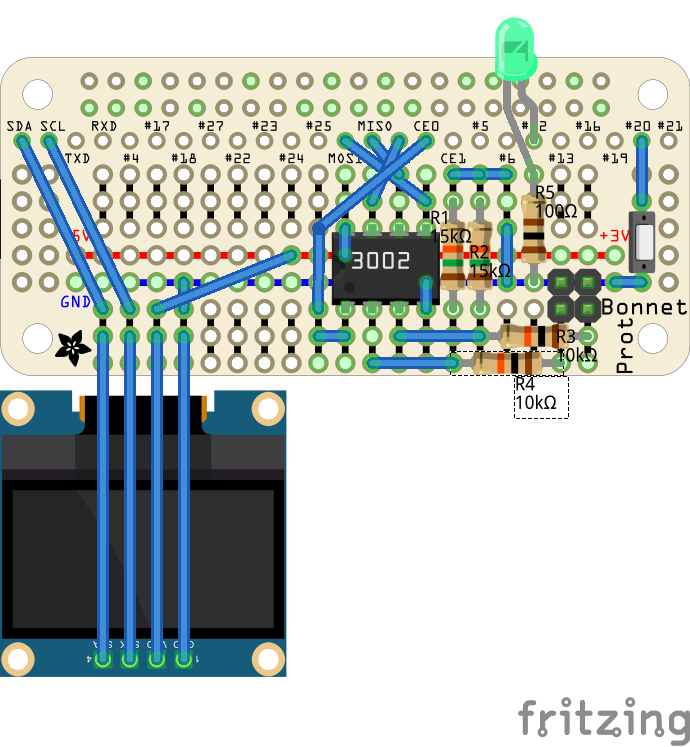 #17 #27 #23 #25 #5 #12 #16 #20 #21
SDA SCL RXD MISO CE0
TXD #4 #18 #22 #24 MOSI CE1 #6 #13 #19
R5
100Ω
R1
15kΩ
5V
+3V
R2
15kΩ
3002
GND
Bonnet
Prot
R3
10kΩ
R4
10kΩ
4
1
fritzing